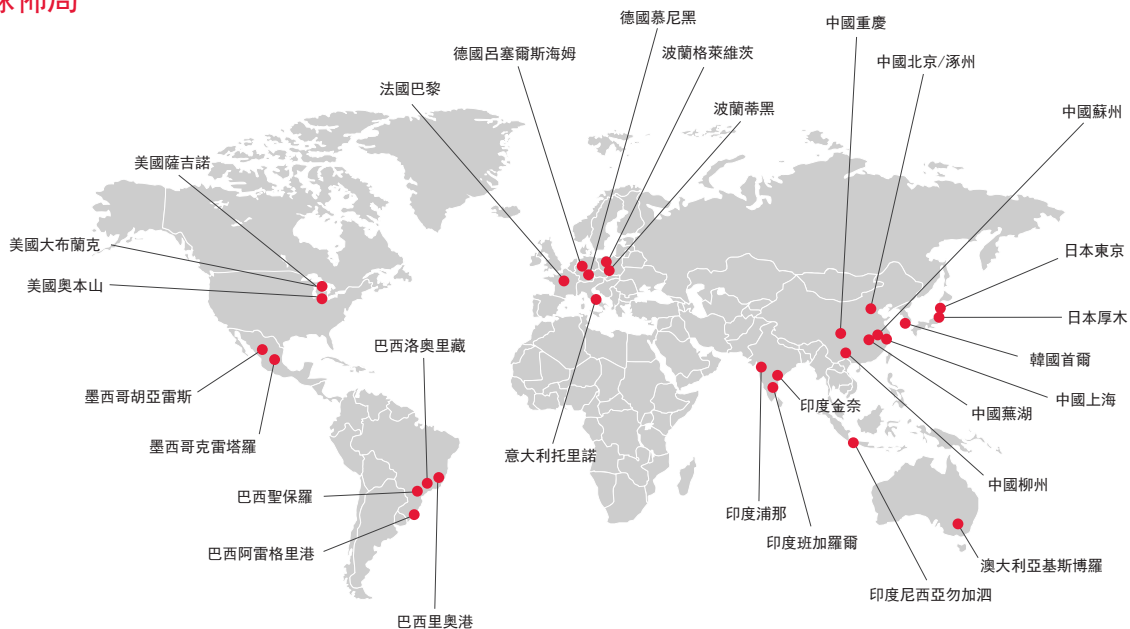 球佈局
德國慕尼黑
中國重慶
德國呂塞爾斯海姆
波蘭格萊維茨
中國北京/涿州
法國巴黎
波蘭蒂黑
中國蘇州
美國薩吉諾
美國大布蘭克
日本東京
美國奧本山
日本厚木
巴西洛奧里藏
韓國首爾
墨西哥胡亞雷斯
中國上海
印度金奈
中國蕪湖
墨西哥克雷塔羅
意大利托里諾
中國柳州
巴西聖保羅
印度浦那
印度班加羅爾
巴西阿雷格里港
澳大利亞基斯博羅
印度尼西亞勿加泗
巴西里奧港